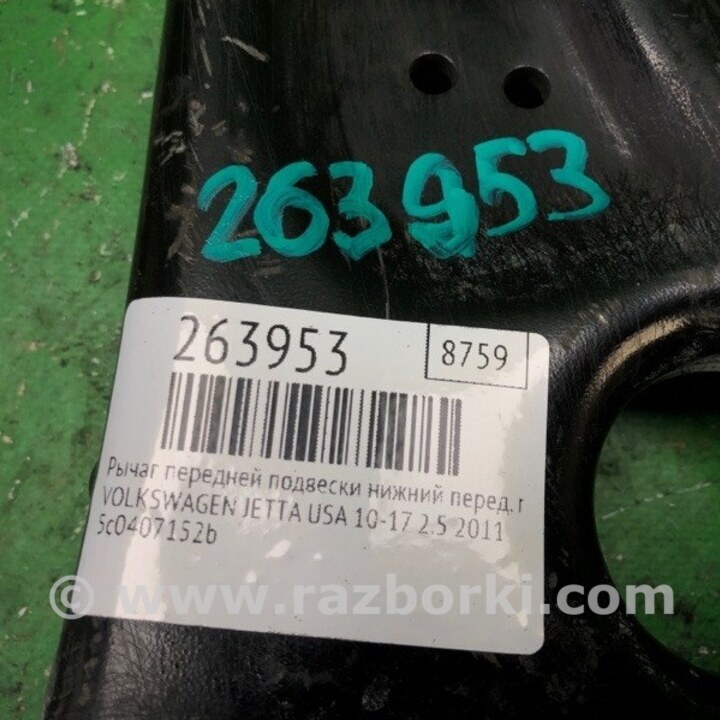 263953
263953
8759
Рычаг передней подвески нижний перед. г
VOLKSWAGEN JETTA USA 10-17 2.5 2011
5c0407152b
© www.razborki.com